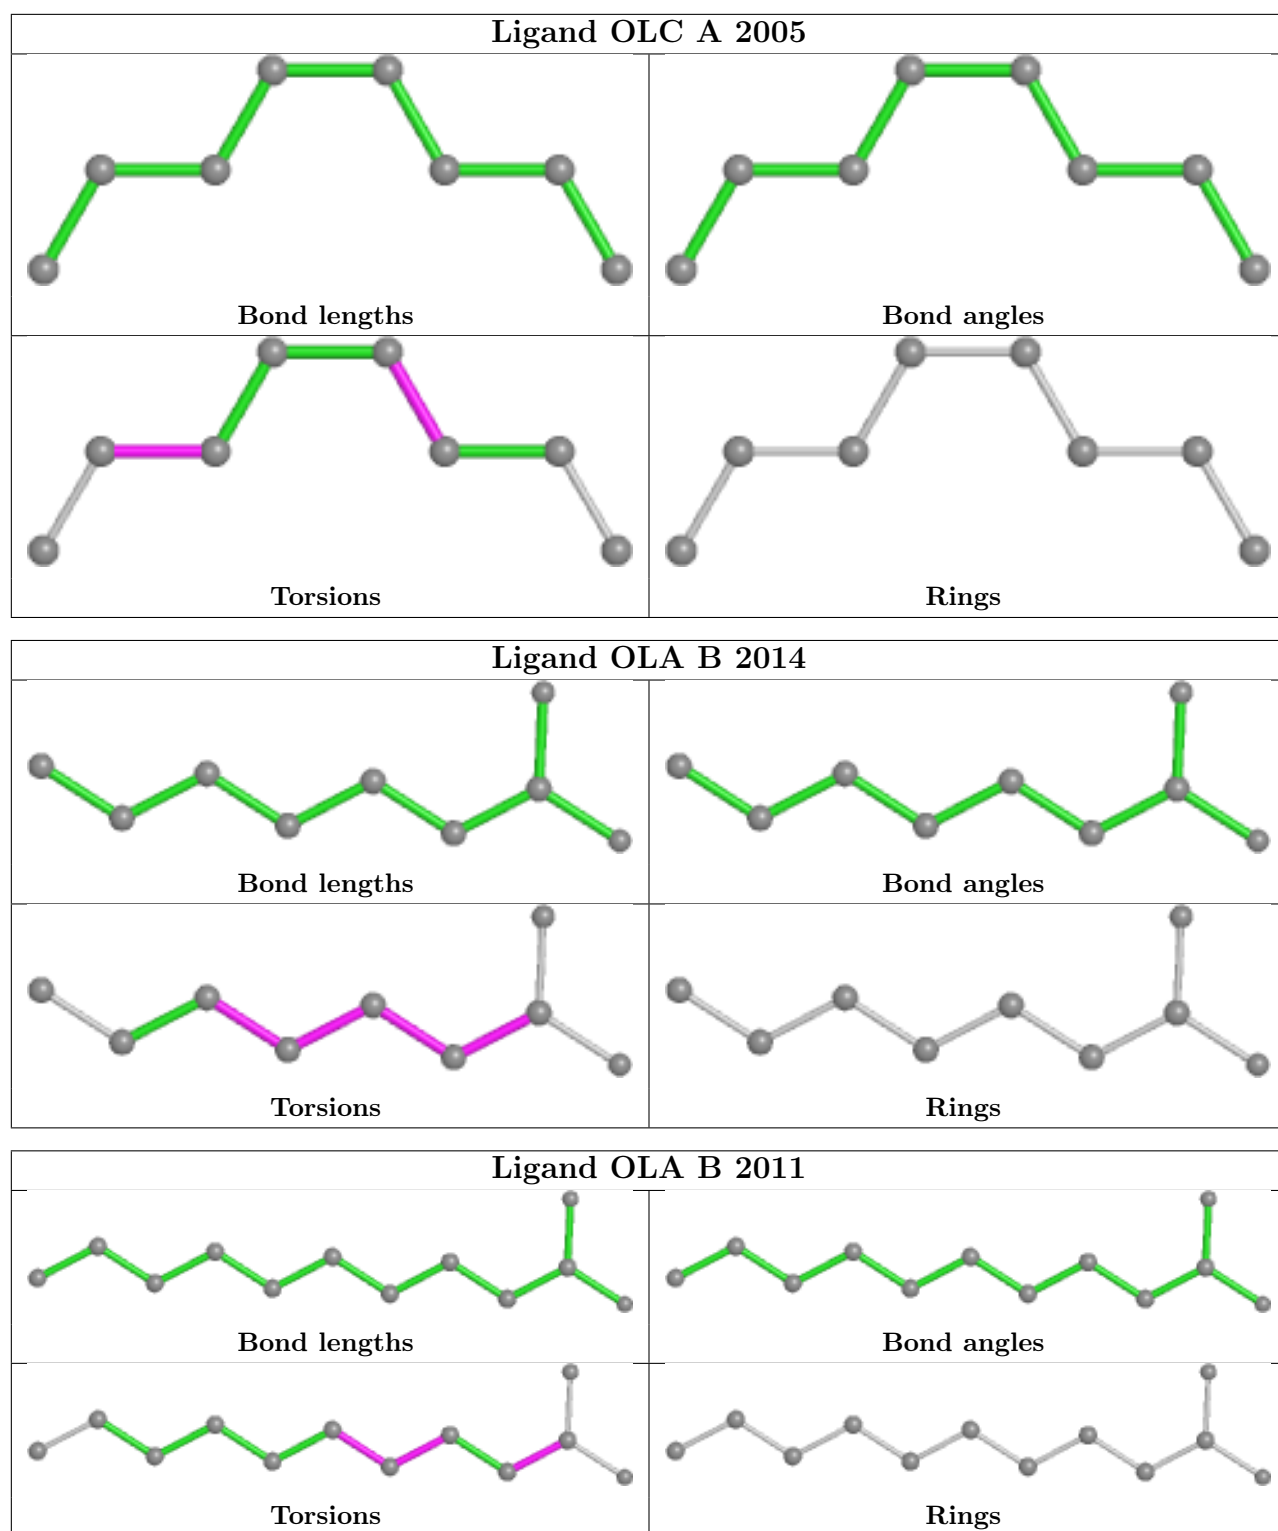 Ligand OLC A 2005
Bond lengths
Bond angles
Torsions
Rings
Ligand OLA B 2014
Bond lengths
Bond angles
Torsions
Rings
Ligand OLA B 2011
Bond lengths
Bond angles
Torsions
Rings